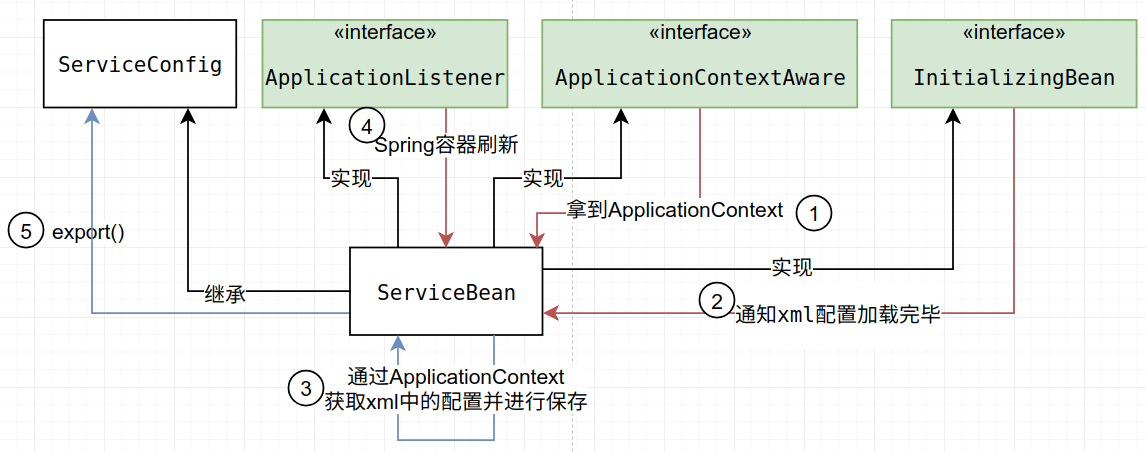 «interface»
«interface»
«interface»
ServiceConfig
ApplicationListener
ApplicationContextAware
InitializingBean
4
Spring容器刷新
实现
实现
拿到ApplicationContext
1
5
export()
实现
继承
ServiceBean
2
通知xml配置加载完毕
3
通过ApplicationContext
获取xml中的配置并进行保存